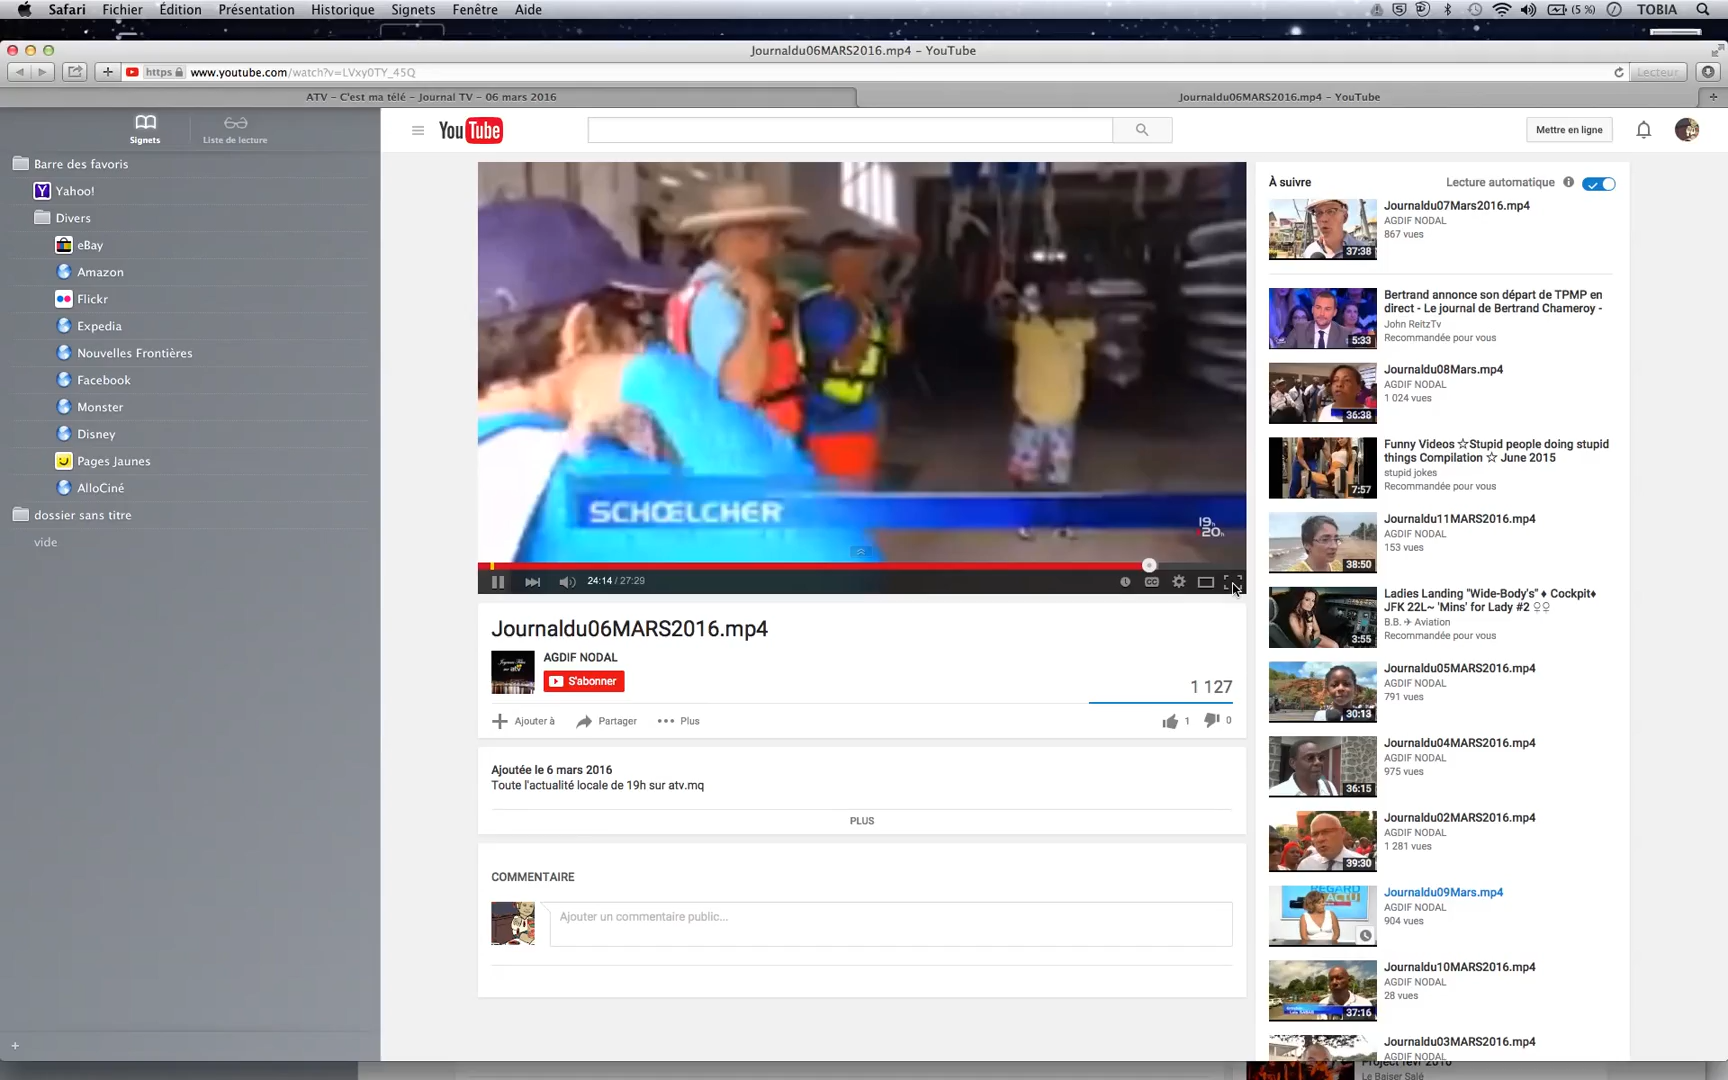 Safari Fichier Édition Présentation Historique Signets Fenêtre Aide (5 %) TOBIA
Journaldu06MARS2016.mp4 – YouTube
https www.youtube.com/watch?v=LVxy0TY_45Q Lecteur
ATV – C'est ma télé – Journal TV – 06 mars 2016
Journaldu06MARS2016.mp4 – YouTube
Signets
Liste de lecture
Barre des favoris
Yahoo!
Divers
eBay
Amazon
Flickr
Expedia
Nouvelles Frontières
Facebook
Monster
Disney
Pages Jaunes
AlloCiné
dossier sans titre
vide
You Tube
Mettre en ligne
SCHŒLCHER
19h
20h
24:14 / 27:29
CC
Journaldu06MARS2016.mp4
AGDIF NODAL
S'abonner
1 127
Ajouter à Partager Plus
1 0
Ajoutée le 6 mars 2016
Toute l'actualité locale de 19h sur atv.mq
PLUS
COMMENTAIRE
Ajouter un commentaire public...
À suivre
Lecture automatique
Journaldu07Mars2016.mp4
AGDIF NODAL
867 vues
37:38
Bertrand annonce son départ de TPMP en
direct - Le journal de Bertrand Chameroy -
John ReitzTv
Recommandée pour vous
5:33
Journaldu08Mars.mp4
AGDIF NODAL
1 024 vues
36:38
Funny Videos ☆Stupid people doing stupid
things Compilation ☆ June 2015
stupid jokes
Recommandée pour vous
7:57
Journaldu11MARS2016.mp4
AGDIF NODAL
153 vues
38:50
Ladies Landing "Wide-Body's" ♦ Cockpit♦
JFK 22L~ 'Mins' for Lady #2 ♀♀
B.B. ✈ Aviation
Recommandée pour vous
3:55
Journaldu05MARS2016.mp4
AGDIF NODAL
791 vues
30:13
Journaldu04MARS2016.mp4
AGDIF NODAL
975 vues
36:15
Journaldu02MARS2016.mp4
AGDIF NODAL
1 281 vues
39:30
Journaldu09Mars.mp4
AGDIF NODAL
904 vues
REGARD
Journaldu10MARS2016.mp4
AGDIF NODAL
28 vues
37:16
Journaldu03MARS2016.mp4
Le Baiser Salé